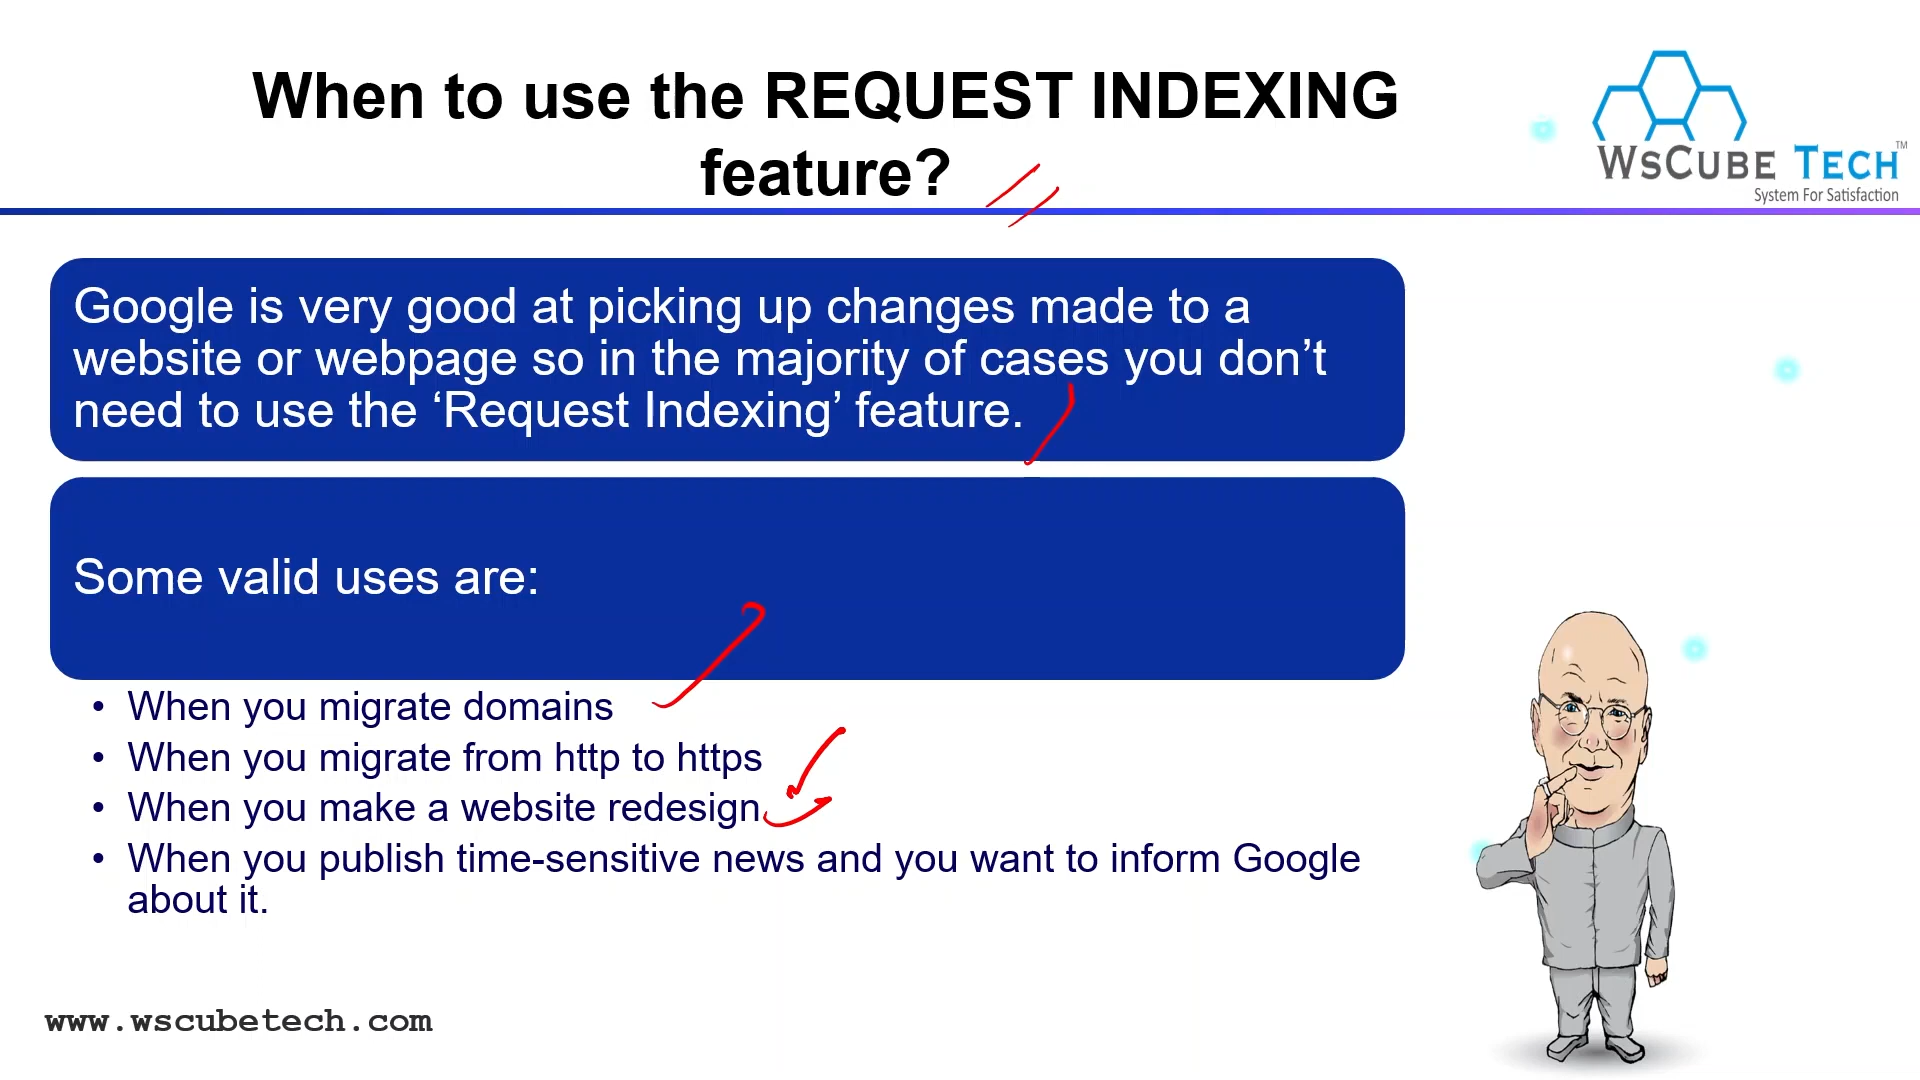 When to use the REQUEST INDEXING
feature?
WSCUBE TECH™
System For Satisfaction
Google is very good at picking up changes made to a
website or webpage so in the majority of cases you don’t
need to use the ‘Request Indexing’ feature.
Some valid uses are:
• When you migrate domains
• When you migrate from http to https
• When you make a website redesign
• When you publish time-sensitive news and you want to inform Google
about it.
www.wscubetech.com